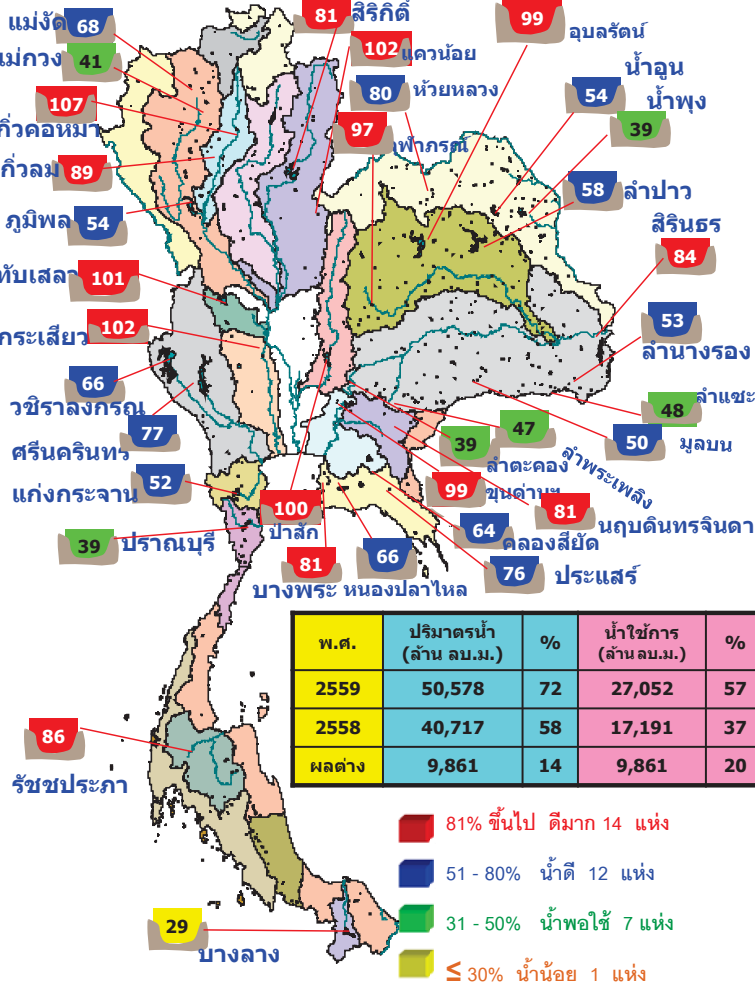 แม่งัด 68
แม่กวง 41
107
กิ่วคอหมา
กิ่วลม 89
ภูมิพล 54
ทับเสลา 101
กระเสียว 102
66
วชิราลงกรณ
77
ศรีนครินทร์
แก่งกระจาน 52
39 ปราณบุรี
81 สิริกิติ์
102 แควน้อย
80 ห้วยหลวง
97
99 อุบลรัตน์
น้ำอูน
54 น้ำพุง
39
58 ลำปาว
สิรินธร
84
53
ลำนางรอง
48 ลำแชะ
50 มูลบน
47
ลำพระเพลิง
39
ลำตะคอง
99 ขุนด่านฯ
81 นฤบดินทรจินดา
100
ป่าสัก
64
คลองสียัด
81
บางพระ
66
หนองปลาไหล
76 ประแสร์
พ.ศ. ปริมาตรน้ำ (ล้าน ลบ.ม.) % น้ำใช้การ (ล้าน ลบ.ม.) %
2559 50,578 72 27,052 57
2558 40,717 58 17,191 37
ผลต่าง 9,861 14 9,861 20
86
รัชชประภา
29
บางลาง
81% ขึ้นไป ดีมาก 14 แห่ง
51 - 80% น้ำดี 12 แห่ง
31 - 50% น้ำพอใช้ 7 แห่ง
≤ 30% น้ำน้อย 1 แห่ง